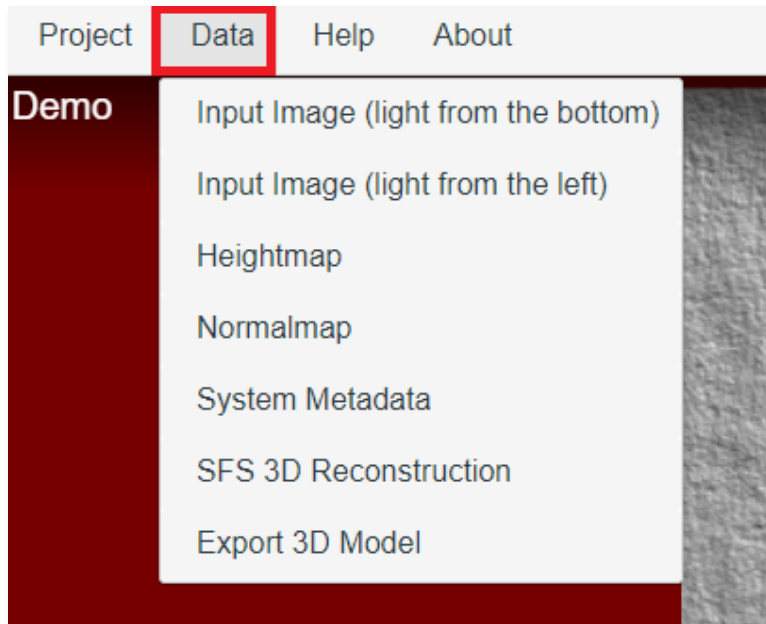 Project Data Help About
Demo
Input Image (light from the bottom)
Input Image (light from the left)
Heightmap
Normalmap
System Metadata
SFS 3D Reconstruction
Export 3D Model